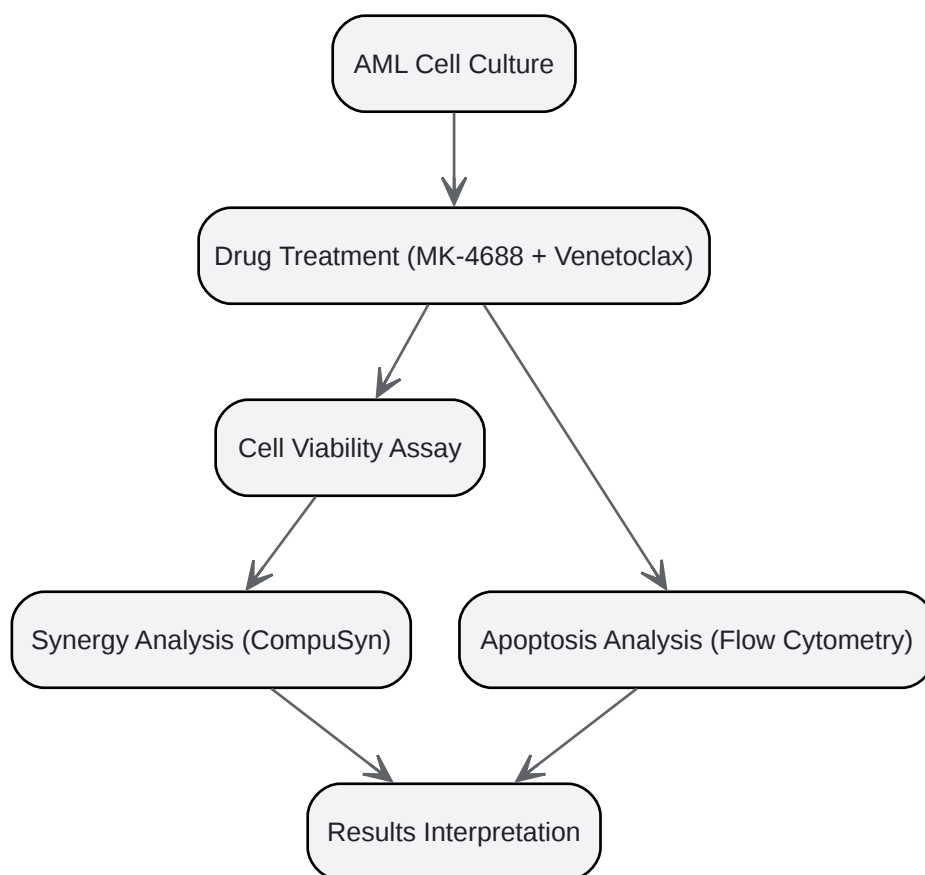 AML Cell Culture
Drug Treatment (MK-4688 + Venetoclax)
Cell Viability Assay
Synergy Analysis (CompuSyn)
Apoptosis Analysis (Flow Cytometry)
Results Interpretation